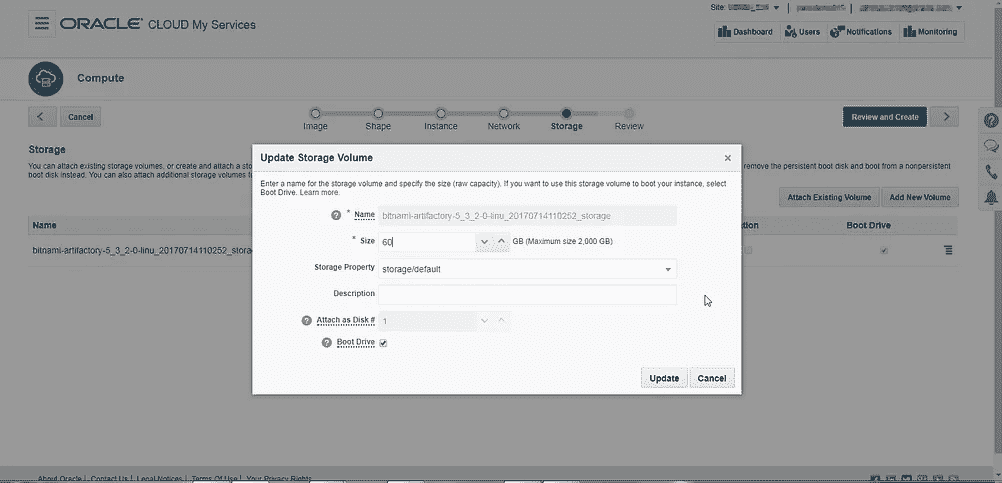 Site:
ORACLE CLOUD My Services
Dashboard Users Notifications Monitoring
Compute
Cancel
Image Shape Instance Network Storage Review
Review and Create
Storage
You can attach existing storage volumes, or create and attach a sto
remove the persistent boot disk and boot from a nonpersistent
boot disk instead. You can also attach additional storage volumes t
Attach Existing Volume Add New Volume
Name
tion
Boot Drive
bitnami-artifactory-5_3_2-0-linu_20170714110252_stora
Update Storage Volume
Enter a name for the storage volume and specify the size (raw capacity). If you want to use this storage volume to boot your instance, select
Boot Drive. Learn more.
* Name bitnami-artifactory-5_3_2-0-linu_20170714110252_storage
* Size 60 GB (Maximum size 2,000 GB)
Storage Property storage/default
Description
Attach as Disk # 1
Boot Drive
Update Cancel
About Oracle | Contact Us | Legal Notices | Terms Of Use | Your Privacy Rights